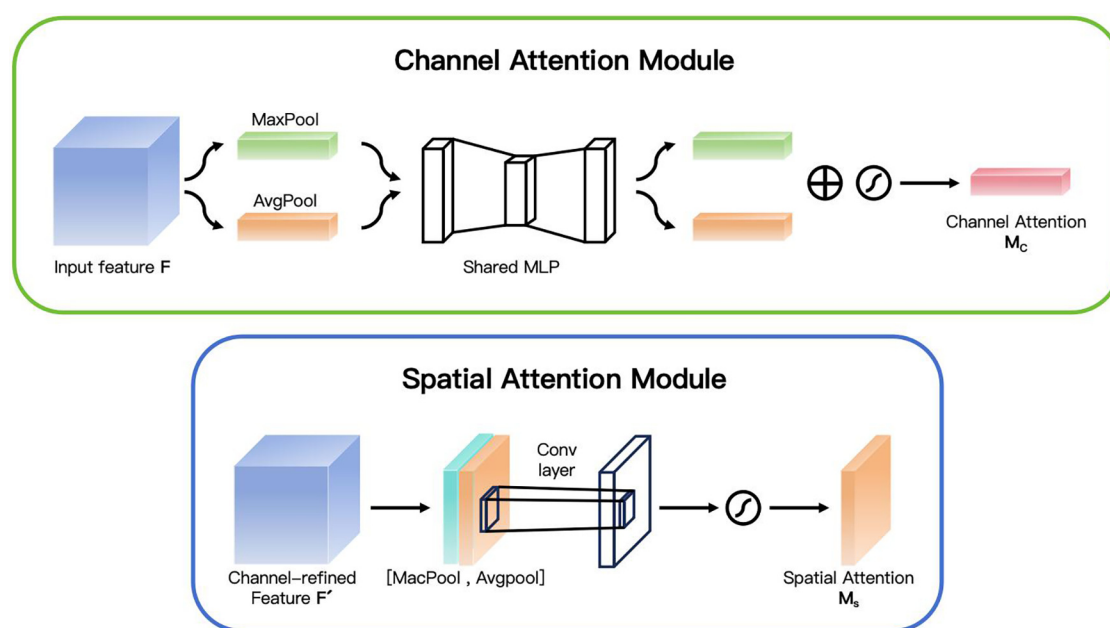 Channel Attention Module
MaxPool
AvgPool
Input feature F
Shared MLP
Channel Attention
Mc
Spatial Attention Module
Conv
layer
Channel-refined
Feature F′
[MacPool , Avgpool]
Spatial Attention
Ms